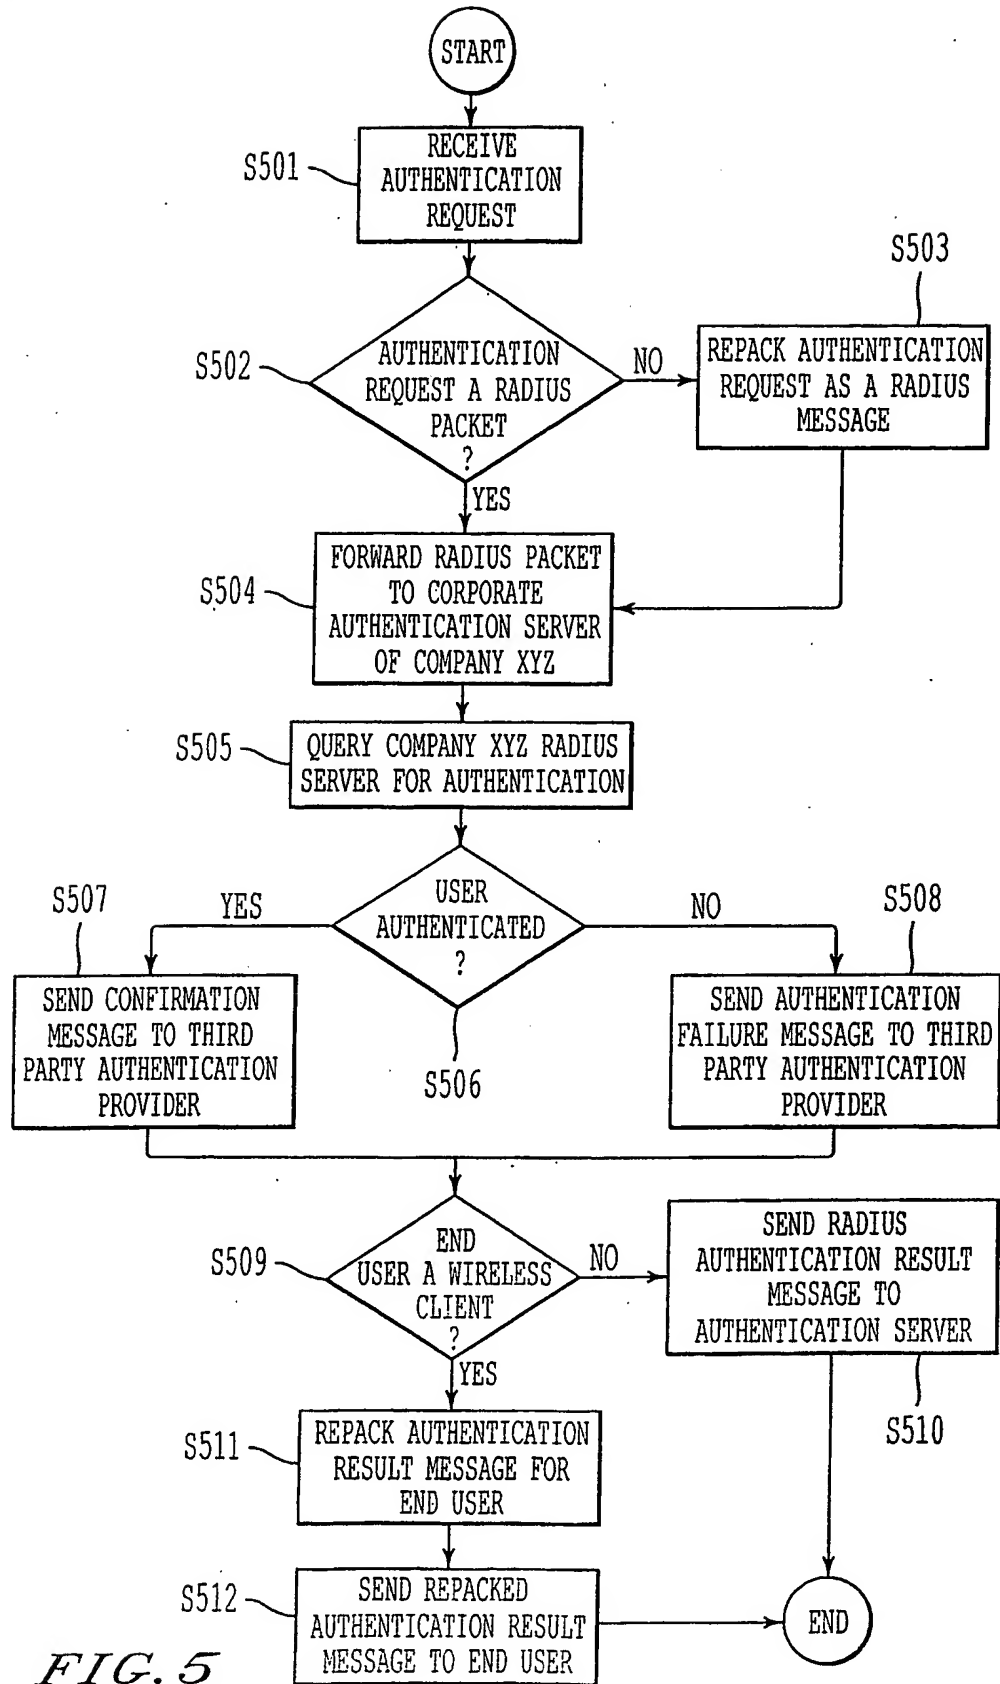 START
S501
RECEIVE
AUTHENTICATION
REQUEST
S503
S502
AUTHENTICATION
REQUEST A RADIUS
PACKET
?
NO
REPACK AUTHENTICATION
REQUEST AS A RADIUS
MESSAGE
YES
S504
FORWARD RADIUS PACKET
TO CORPORATE
AUTHENTICATION SERVER
OF COMPANY XYZ
S505
QUERY COMPANY XYZ RADIUS
SERVER FOR AUTHENTICATION
S507
YES
USER
AUTHENTICATED
?
NO
S508
S506
SEND CONFIRMATION
MESSAGE TO THIRD
PARTY AUTHENTICATION
PROVIDER
SEND AUTHENTICATION
FAILURE MESSAGE TO THIRD
PARTY AUTHENTICATION
PROVIDER
S509
END
USER A WIRELESS
CLIENT
?
NO
SEND RADIUS
AUTHENTICATION RESULT
MESSAGE TO
AUTHENTICATION SERVER
S510
YES
S511
REPACK AUTHENTICATION
RESULT MESSAGE FOR
END USER
S512
SEND REPACKED
AUTHENTICATION RESULT
MESSAGE TO END USER
END
FIG. 5